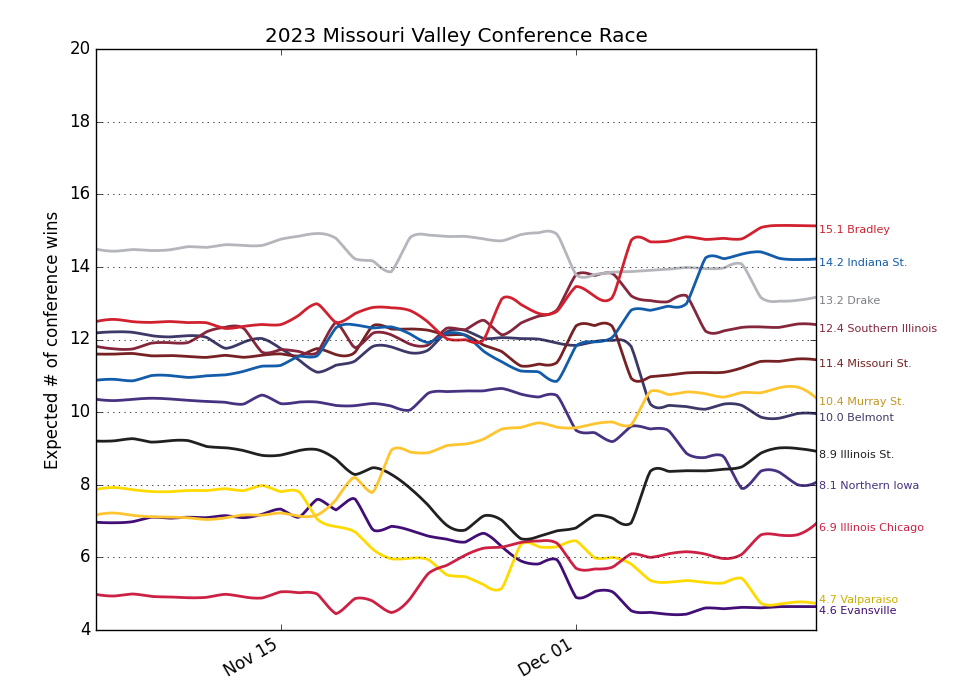 2023 Missouri Valley Conference Race
Expected # of conference wins
20
18
16
14
12
10
8
6
4
Nov 15
Dec 01
15.1 Bradley
14.2 Indiana St.
13.2 Drake
12.4 Southern Illinois
11.4 Missouri St.
10.4 Murray St.
10.0 Belmont
8.9 Illinois St.
8.1 Northern Iowa
6.9 Illinois Chicago
4.7 Valparaiso
4.6 Evansville